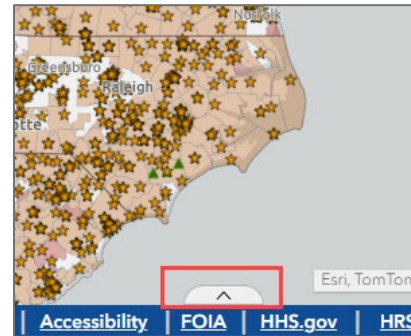 Norfolk
Greensboro
Raleigh
otte
Esri, TomTom
| Accessibility | FOIA | HHS.gov | HRS